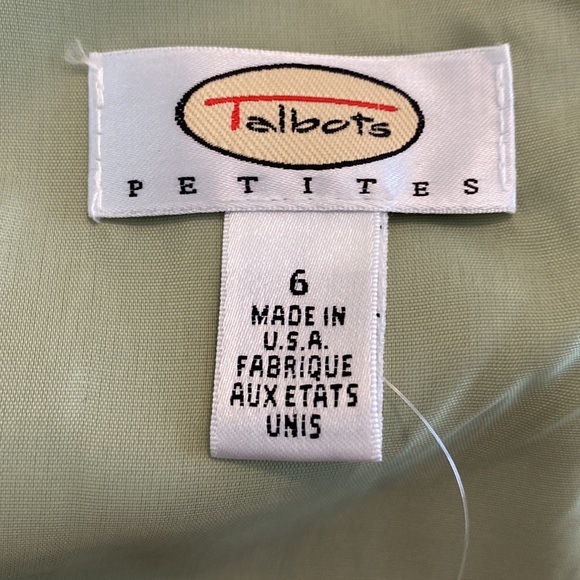 Talbots
PETITES
6
MADE IN
U.S.A.
FABRIQUE
AUX ETATS
UNIS